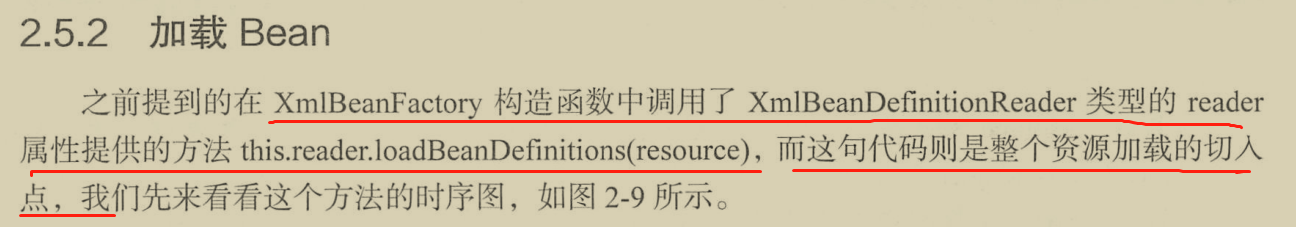 2.5.2 加载 Bean
之前提到的在 XmlBeanFactory 构造函数中调用了 XmlBeanDefinitionReader 类型的 reader
属性提供的方法 this.reader.loadBeanDefinitions(resource)，而这句代码则是整个资源加载的切入
点，我们先来看看这个方法的时序图，如图 2-9 所示。